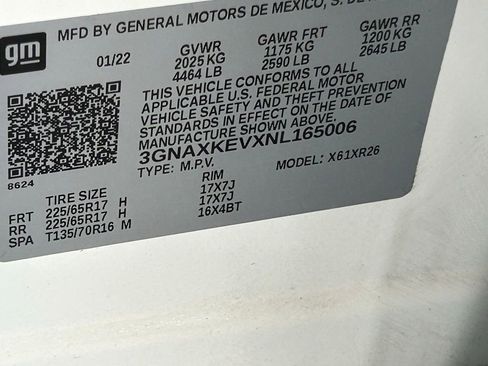 gm
MFD BY GENERAL MOTORS DE MEXICO, S. DE
01/22 GVWR GAWR FRT GAWR RR
2025 KG 1175 KG 1200 KG
4464 LB 2590 LB 2645 LB
THIS VEHICLE CONFORMS TO ALL
APPLICABLE U.S. FEDERAL MOTOR
VEHICLE SAFETY AND THEFT PREVENTION
STANDARDS IN EFFECT ON THE DATE OF
MANUFACTURE SHOWN ABOVE.
3GNAXKEVXNL165006
8624 TYPE: M.P.V. MODEL: X61XR26
TIRE SIZE RIM
FRT 225/65R17 H 17X7J
RR 225/65R17 H 17X7J
SPA T135/70R16 M 16X4BT